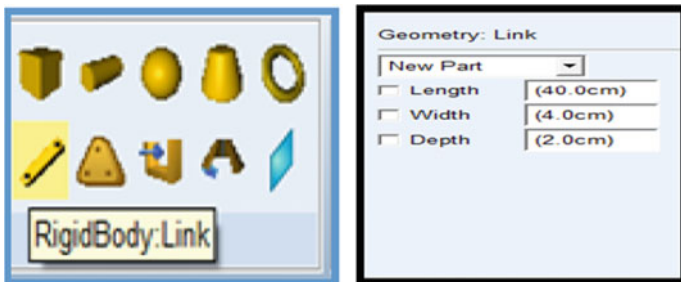 RigidBody:Link
Geometry: Link
New Part
Length (40.0cm)
Width (4.0cm)
Depth (2.0cm)